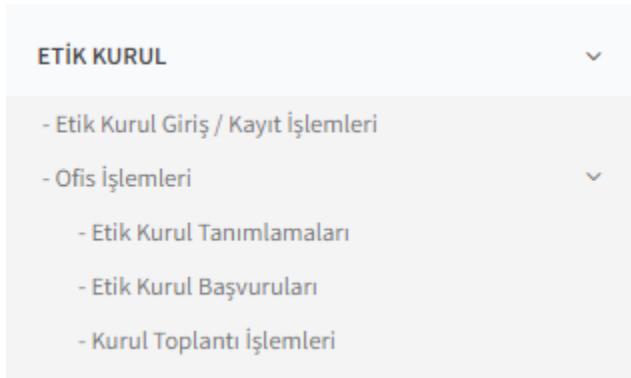 ETİK KURUL
- Etik Kurul Giriş / Kayıt İşlemleri
- Ofis İşlemleri
- Etik Kurul Tanımlamaları
- Etik Kurul Başvuruları
- Kurul Toplantı İşlemleri